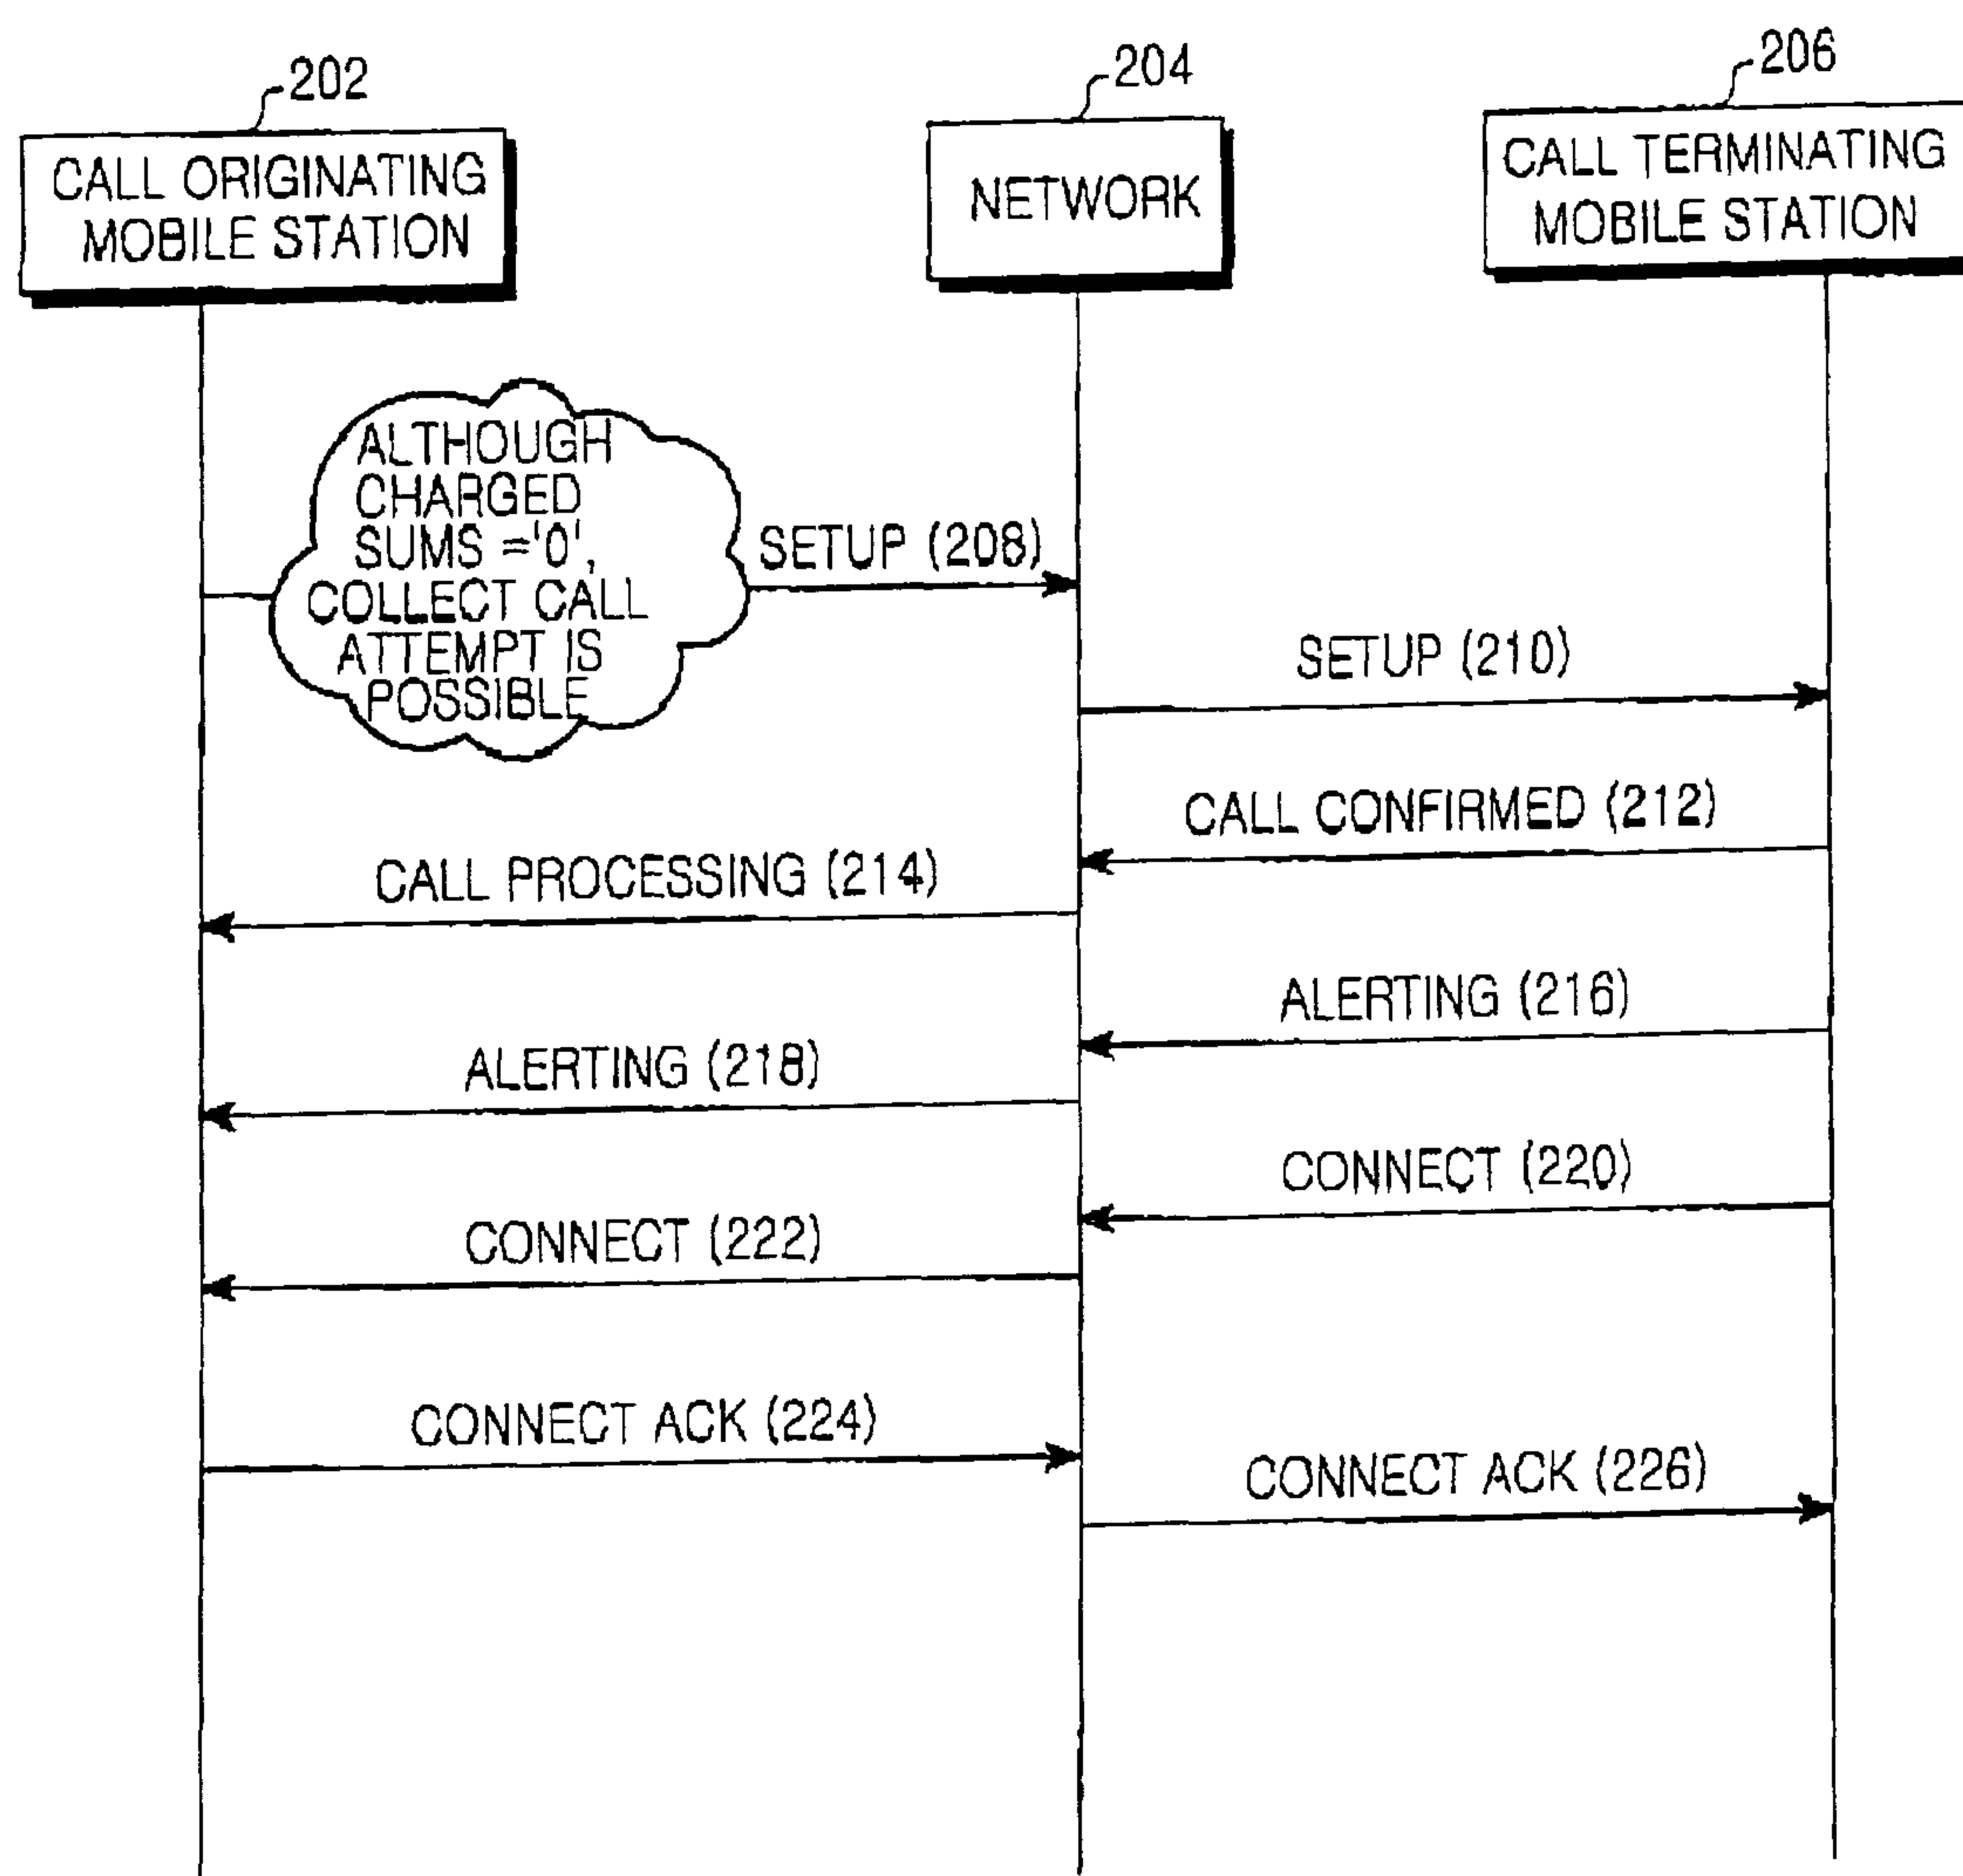 202
204
206
CALL ORIGINATING
MOBILE STATION
NETWORK
CALL TERMINATING
MOBILE STATION
ALTHOUGH
CHARGED
SUMS ='0',
COLLECT CALL
ATTEMPT IS
POSSIBLE
SETUP (208)
SETUP (210)
CALL CONFIRMED (212)
CALL PROCESSING (214)
ALERTING (216)
ALERTING (218)
CONNECT (220)
CONNECT (222)
CONNECT ACK (224)
CONNECT ACK (226)